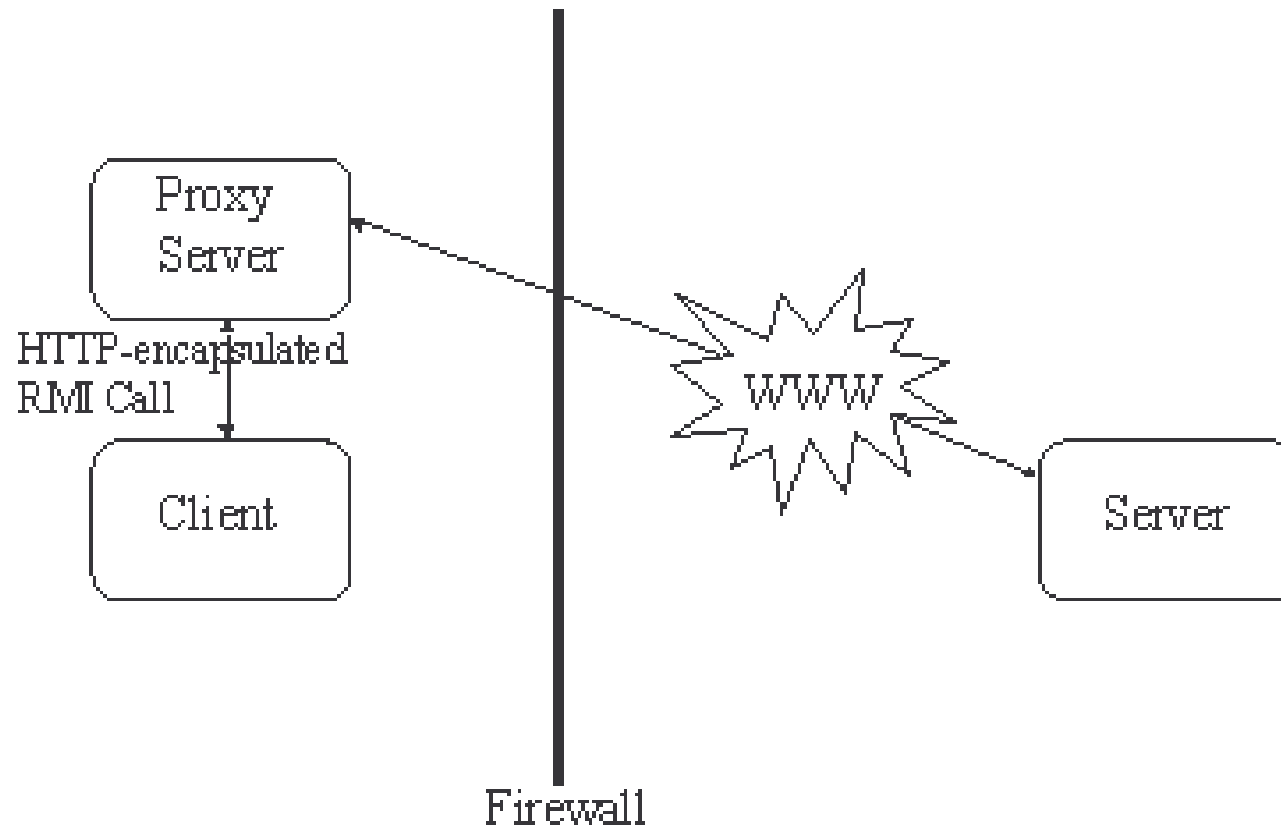 Proxy
Server
HTTP-encapsulated
RMI Call
Client
WWW
Server
Firewall